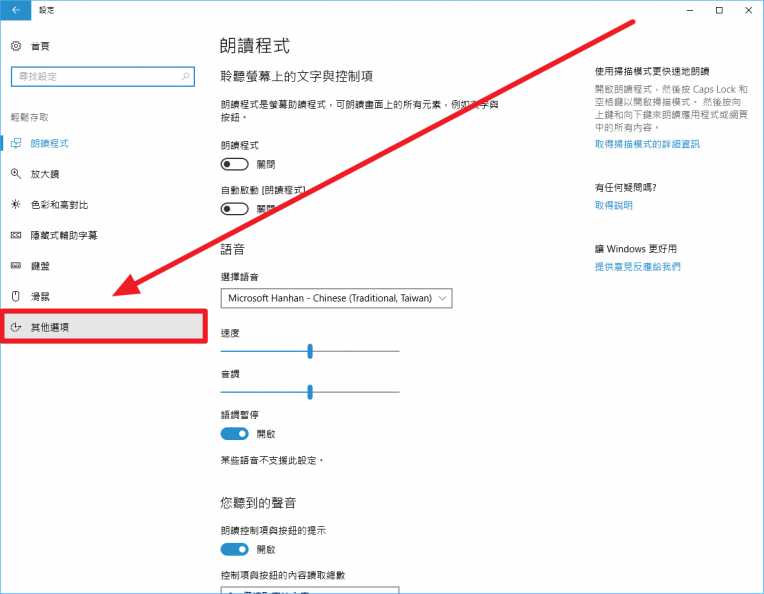 設定
首頁
尋找設定
輕鬆存取
朗讀程式
放大鏡
色彩和高對比
隱藏式輔助字幕
鍵盤
滑鼠
其他選項
朗讀程式
聆聽螢幕上的文字與控制項
朗讀程式是螢幕助讀程式，可朗讀畫面上的所有元素，例如文字與
按鈕。
朗讀程式
關閉
自動啟動 [朗讀程式]
關閉
語音
選擇語音
Microsoft Hanhan - Chinese (Traditional, Taiwan)
速度
音調
語調暫停
開啟
某些語音不支援此設定。
您聽到的聲音
朗讀控制項與按鈕的提示
開啟
控制項與按鈕的內容讀取總數
使用掃描模式更快速地朗讀
開啟朗讀程式，然後按 Caps Lock 和
空格鍵以開啟掃描模式。 然後按向
上鍵和向下鍵來朗讀應用程式或網頁
中的所有內容。
取得掃描模式的詳細資訊
有任何疑問嗎?
取得說明
讓 Windows 更好用
提供意見反應給我們